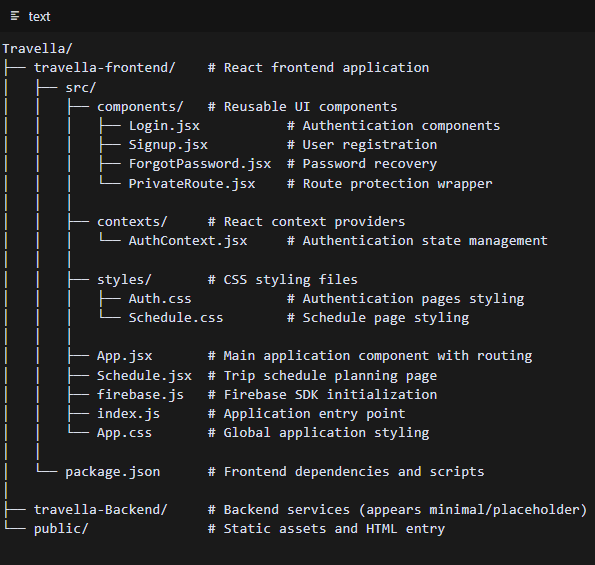 text
Travella/
├── travella-frontend/    # React frontend application
│   ├── src/
│   │   ├── components/   # Reusable UI components
│   │   │   ├── Login.jsx           # Authentication components
│   │   │   ├── Signup.jsx          # User registration
│   │   │   ├── ForgotPassword.jsx  # Password recovery
│   │   │   └── PrivateRoute.jsx    # Route protection wrapper
│   │   │
│   │   ├── contexts/     # React context providers
│   │   │   └── AuthContext.jsx     # Authentication state management
│   │   │
│   │   ├── styles/       # CSS styling files
│   │   │   ├── Auth.css            # Authentication pages styling
│   │   │   └── Schedule.css        # Schedule page styling
│   │   │
│   │   ├── App.jsx       # Main application component with routing
│   │   ├── Schedule.jsx  # Trip schedule planning page
│   │   ├── firebase.js   # Firebase SDK initialization
│   │   ├── index.js      # Application entry point
│   │   └── App.css       # Global application styling
│   │
│   └── package.json      # Frontend dependencies and scripts
│
├── travella-Backend/     # Backend services (appears minimal/placeholder)
└── public/               # Static assets and HTML entry